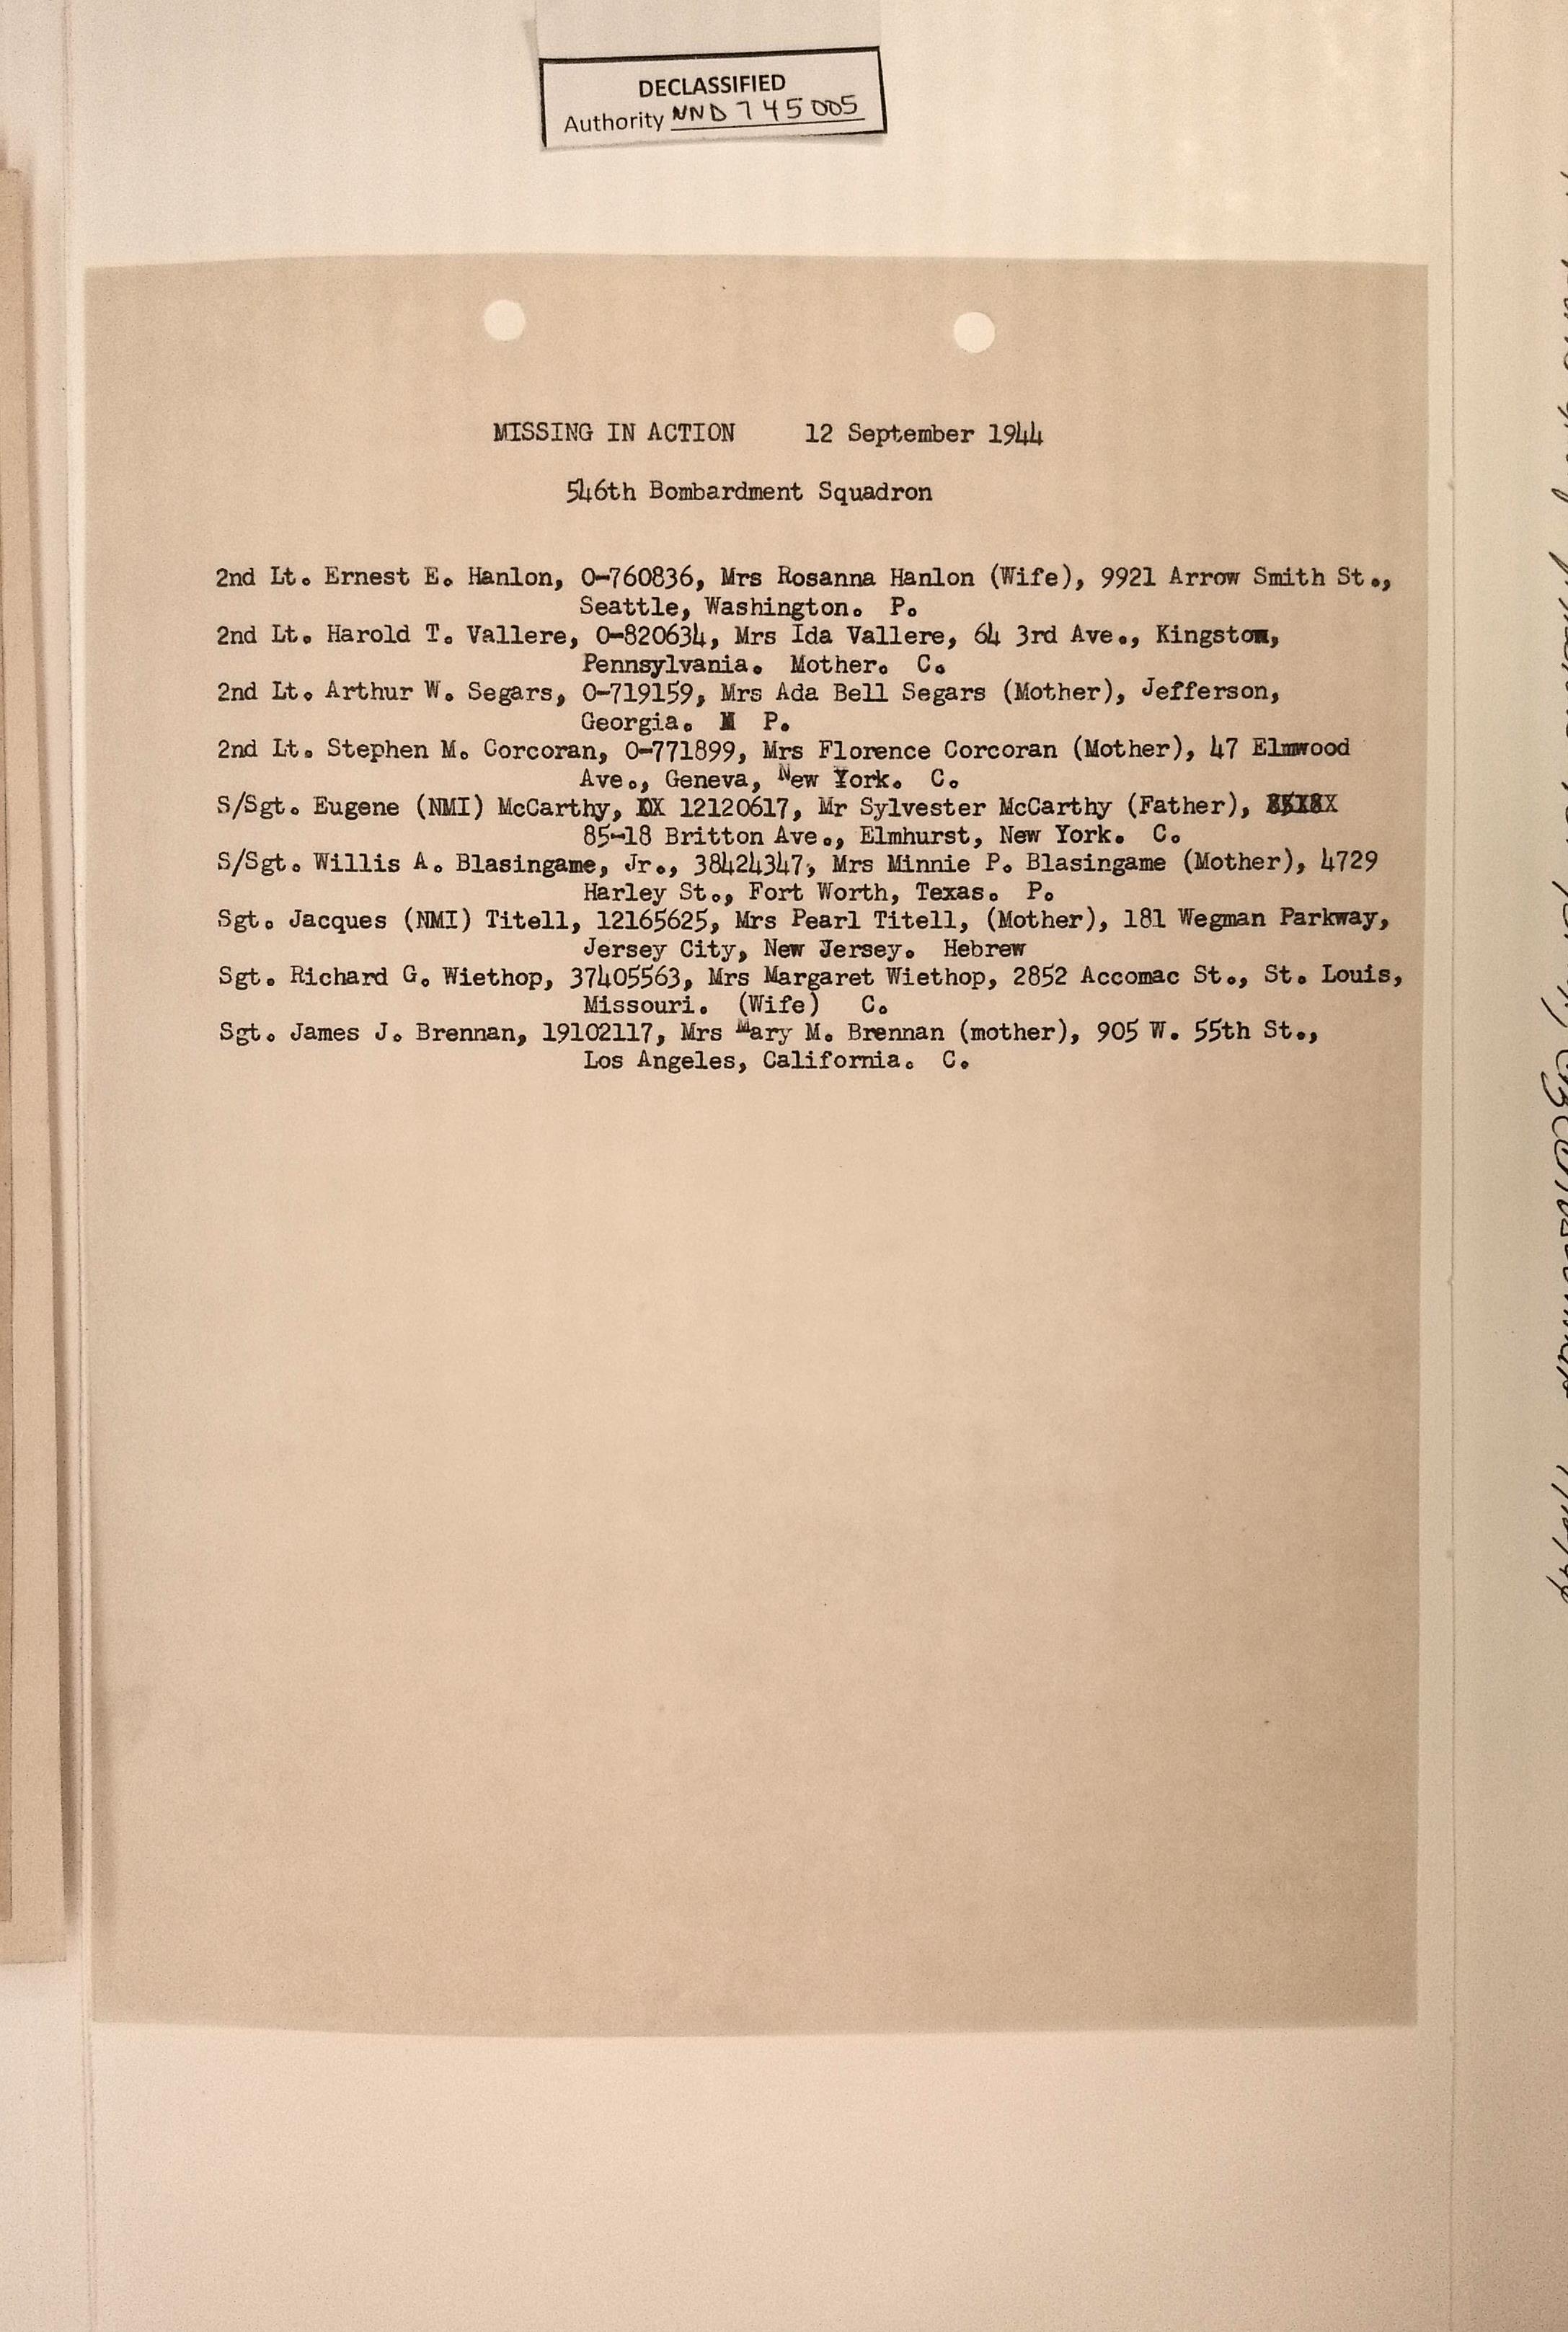 DECLASSIFIED
Authority NND 745005
MISSING IN ACTION 12 September 1944
546th Bombardment Squadron
2nd Lt. Ernest E. Hanlon, O-760836, Mrs Rosanna Hanlon (Wife), 9921 Arrow Smith St.,
Seattle, Washington. P.
2nd Lt. Harold T. Vallere, O-820634, Mrs Ida Vallere, 64 3rd Ave., Kingston,
Pennsylvania. Mother. C.
2nd Lt. Arthur W. Segars, O-719159, Mrs Ada Bell Segars (Mother), Jefferson,
Georgia. P.
2nd Lt. Stephen M. Corcoran, O-771899, Mrs Florence Corcoran (Mother), 47 Elmwood
Ave., Geneva, New York. C.
S/Sgt. Eugene (NMI) McCarthy, 12120617, Mr Sylvester McCarthy (Father),
85-18 Britton Ave., Elmhurst, New York. C.
S/Sgt. Willis A. Blasingame, Jr., 38424347, Mrs Minnie P. Blasingame (Mother), 4729
Harley St., Fort Worth, Texas. P.
Sgt. Jacques (NMI) Titell, 12165625, Mrs Pearl Titell, (Mother), 181 Wegman Parkway,
Jersey City, New Jersey. Hebrew
Sgt. Richard G. Wiethop, 37405563, Mrs Margaret Wiethop, 2852 Accomac St., St. Louis,
Missouri. (Wife) C.
Sgt. James J. Brennan, 19102117, Mrs Mary M. Brennan (mother), 905 W. 55th St.,
Los Angeles, California. C.